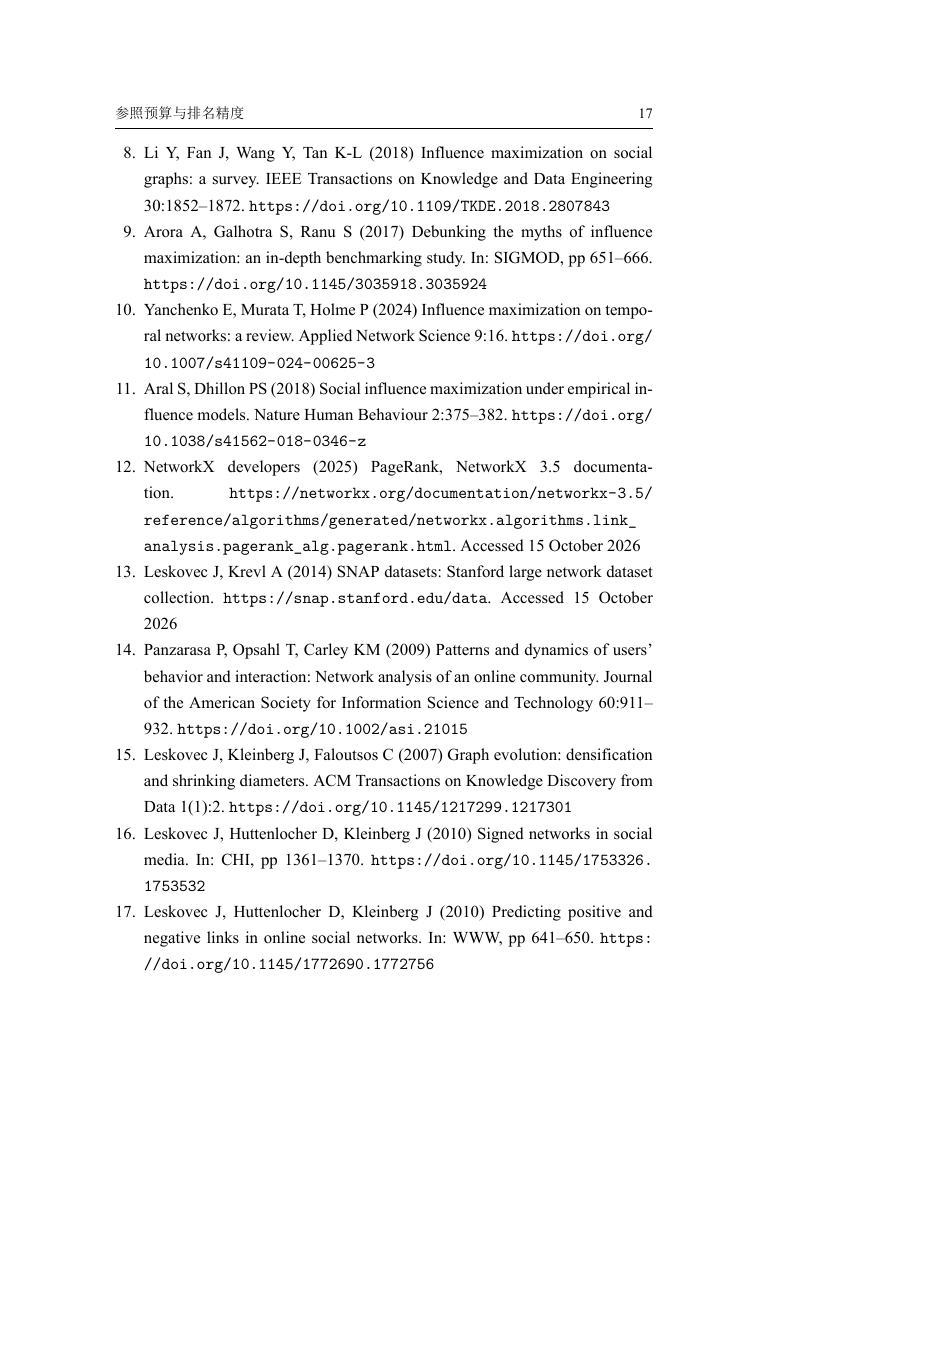 参照预算与排名精度 17
8. Li Y, Fan J, Wang Y, Tan K-L (2018) Influence maximization on social
graphs: a survey. IEEE Transactions on Knowledge and Data Engineering
30:1852–1872. https://doi.org/10.1109/TKDE.2018.2807843
9. Arora A, Galhotra S, Ranu S (2017) Debunking the myths of influence
maximization: an in-depth benchmarking study. In: SIGMOD, pp 651–666.
https://doi.org/10.1145/3035918.3035924
10. Yanchenko E, Murata T, Holme P (2024) Influence maximization on tempo-
ral networks: a review. Applied Network Science 9:16. https://doi.org/
10.1007/s41109-024-00625-3
11. Aral S, Dhillon PS (2018) Social influence maximization under empirical in-
fluence models. Nature Human Behaviour 2:375–382. https://doi.org/
10.1038/s41562-018-0346-z
12. NetworkX developers (2025) PageRank, NetworkX 3.5 documenta-
tion. https://networkx.org/documentation/networkx-3.5/
reference/algorithms/generated/networkx.algorithms.link_
analysis.pagerank_alg.pagerank.html. Accessed 15 October 2026
13. Leskovec J, Krevl A (2014) SNAP datasets: Stanford large network dataset
collection. https://snap.stanford.edu/data. Accessed 15 October
2026
14. Panzarasa P, Opsahl T, Carley KM (2009) Patterns and dynamics of users’
behavior and interaction: Network analysis of an online community. Journal
of the American Society for Information Science and Technology 60:911–
932. https://doi.org/10.1002/asi.21015
15. Leskovec J, Kleinberg J, Faloutsos C (2007) Graph evolution: densification
and shrinking diameters. ACM Transactions on Knowledge Discovery from
Data 1(1):2. https://doi.org/10.1145/1217299.1217301
16. Leskovec J, Huttenlocher D, Kleinberg J (2010) Signed networks in social
media. In: CHI, pp 1361–1370. https://doi.org/10.1145/1753326.
1753532
17. Leskovec J, Huttenlocher D, Kleinberg J (2010) Predicting positive and
negative links in online social networks. In: WWW, pp 641–650. https:
//doi.org/10.1145/1772690.1772756